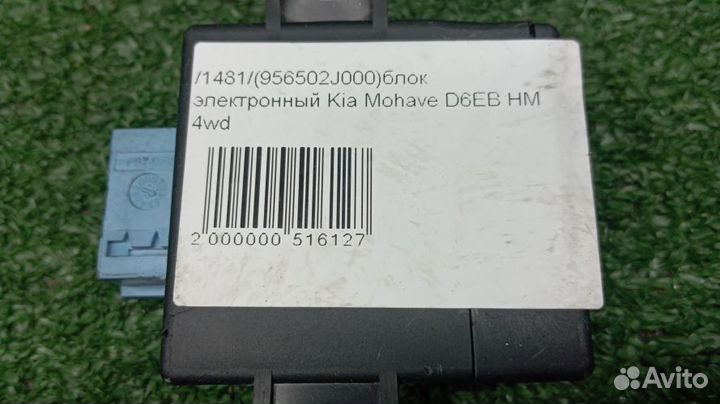 /1481/(956502J000)блок
электронный Kia Mohave D6EB HM
4wd
2 000000 516127
Avito